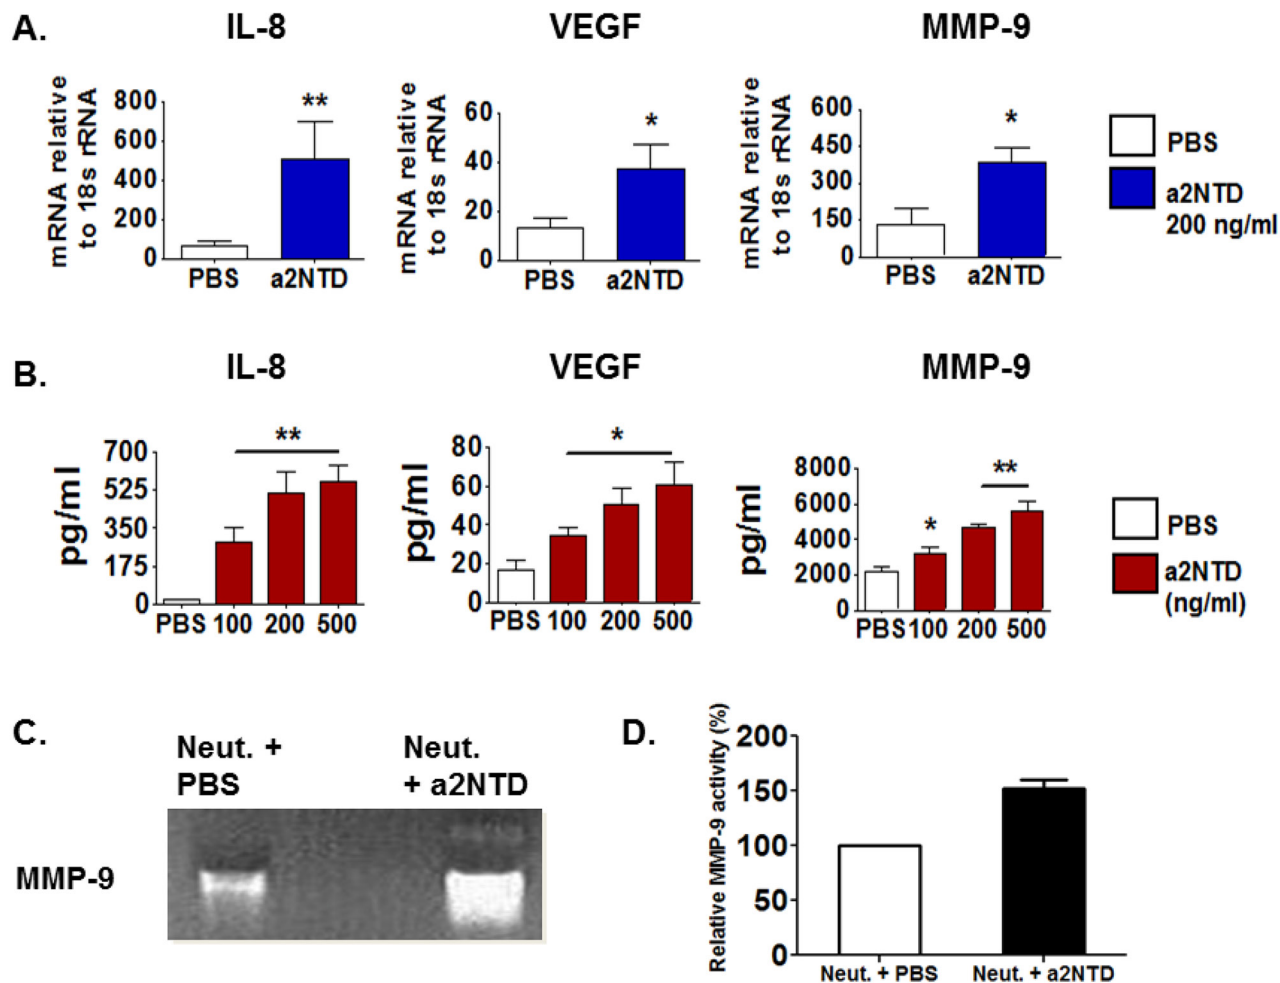 A.
IL-8
VEGF
MMP-9
mRNA relative
to 18s rRNA
800
600
400
200
0
PBS
a2NTD
**
mRNA relative
to 18s rRNA
60
40
20
0
PBS
a2NTD
*
mRNA relative
to 18s rRNA
600
450
300
150
0
PBS
a2NTD
*
PBS
a2NTD
200 ng/ml
B.
IL-8
VEGF
MMP-9
pg/ml
700
525
350
175
0
PBS 100 200 500
**
pg/ml
80
60
40
20
0
PBS 100 200 500
*
pg/ml
8000
6000
4000
2000
0
PBS 100 200 500
*
**
PBS
a2NTD
(ng/ml)
C.
Neut. +
PBS
Neut.
+ a2NTD
MMP-9
D.
Relative MMP-9 activity (%)
200
150
100
50
0
Neut. + PBS
Neut. + a2NTD